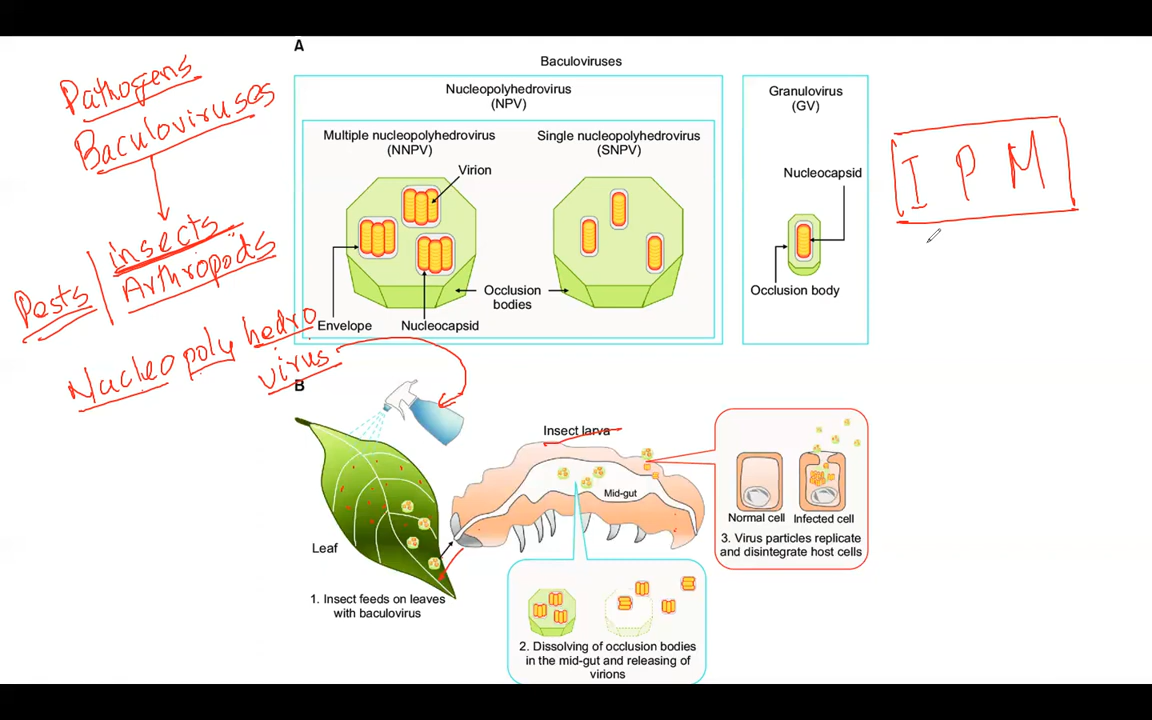 Pathogens
Baculoviruses
insects
Pests
Arthropods
Nucleopolyhedro
virus
A
Baculoviruses
Nucleopolyhedrovirus
(NPV)
Multiple nucleopolyhedrovirus
(NNPV)
Virion
Envelope
Nucleocapsid
Single nucleopolyhedrovirus
(SNPV)
Occlusion
bodies
Granulovirus
(GV)
Nucleocapsid
Occlusion body
I P M
B
Leaf
1. Insect feeds on leaves
with baculovirus
Insect larva
Mid-gut
2. Dissolving of occlusion bodies
in the mid-gut and releasing of
virions
Normal cell
Infected cell
3. Virus particles replicate
and disintegrate host cells